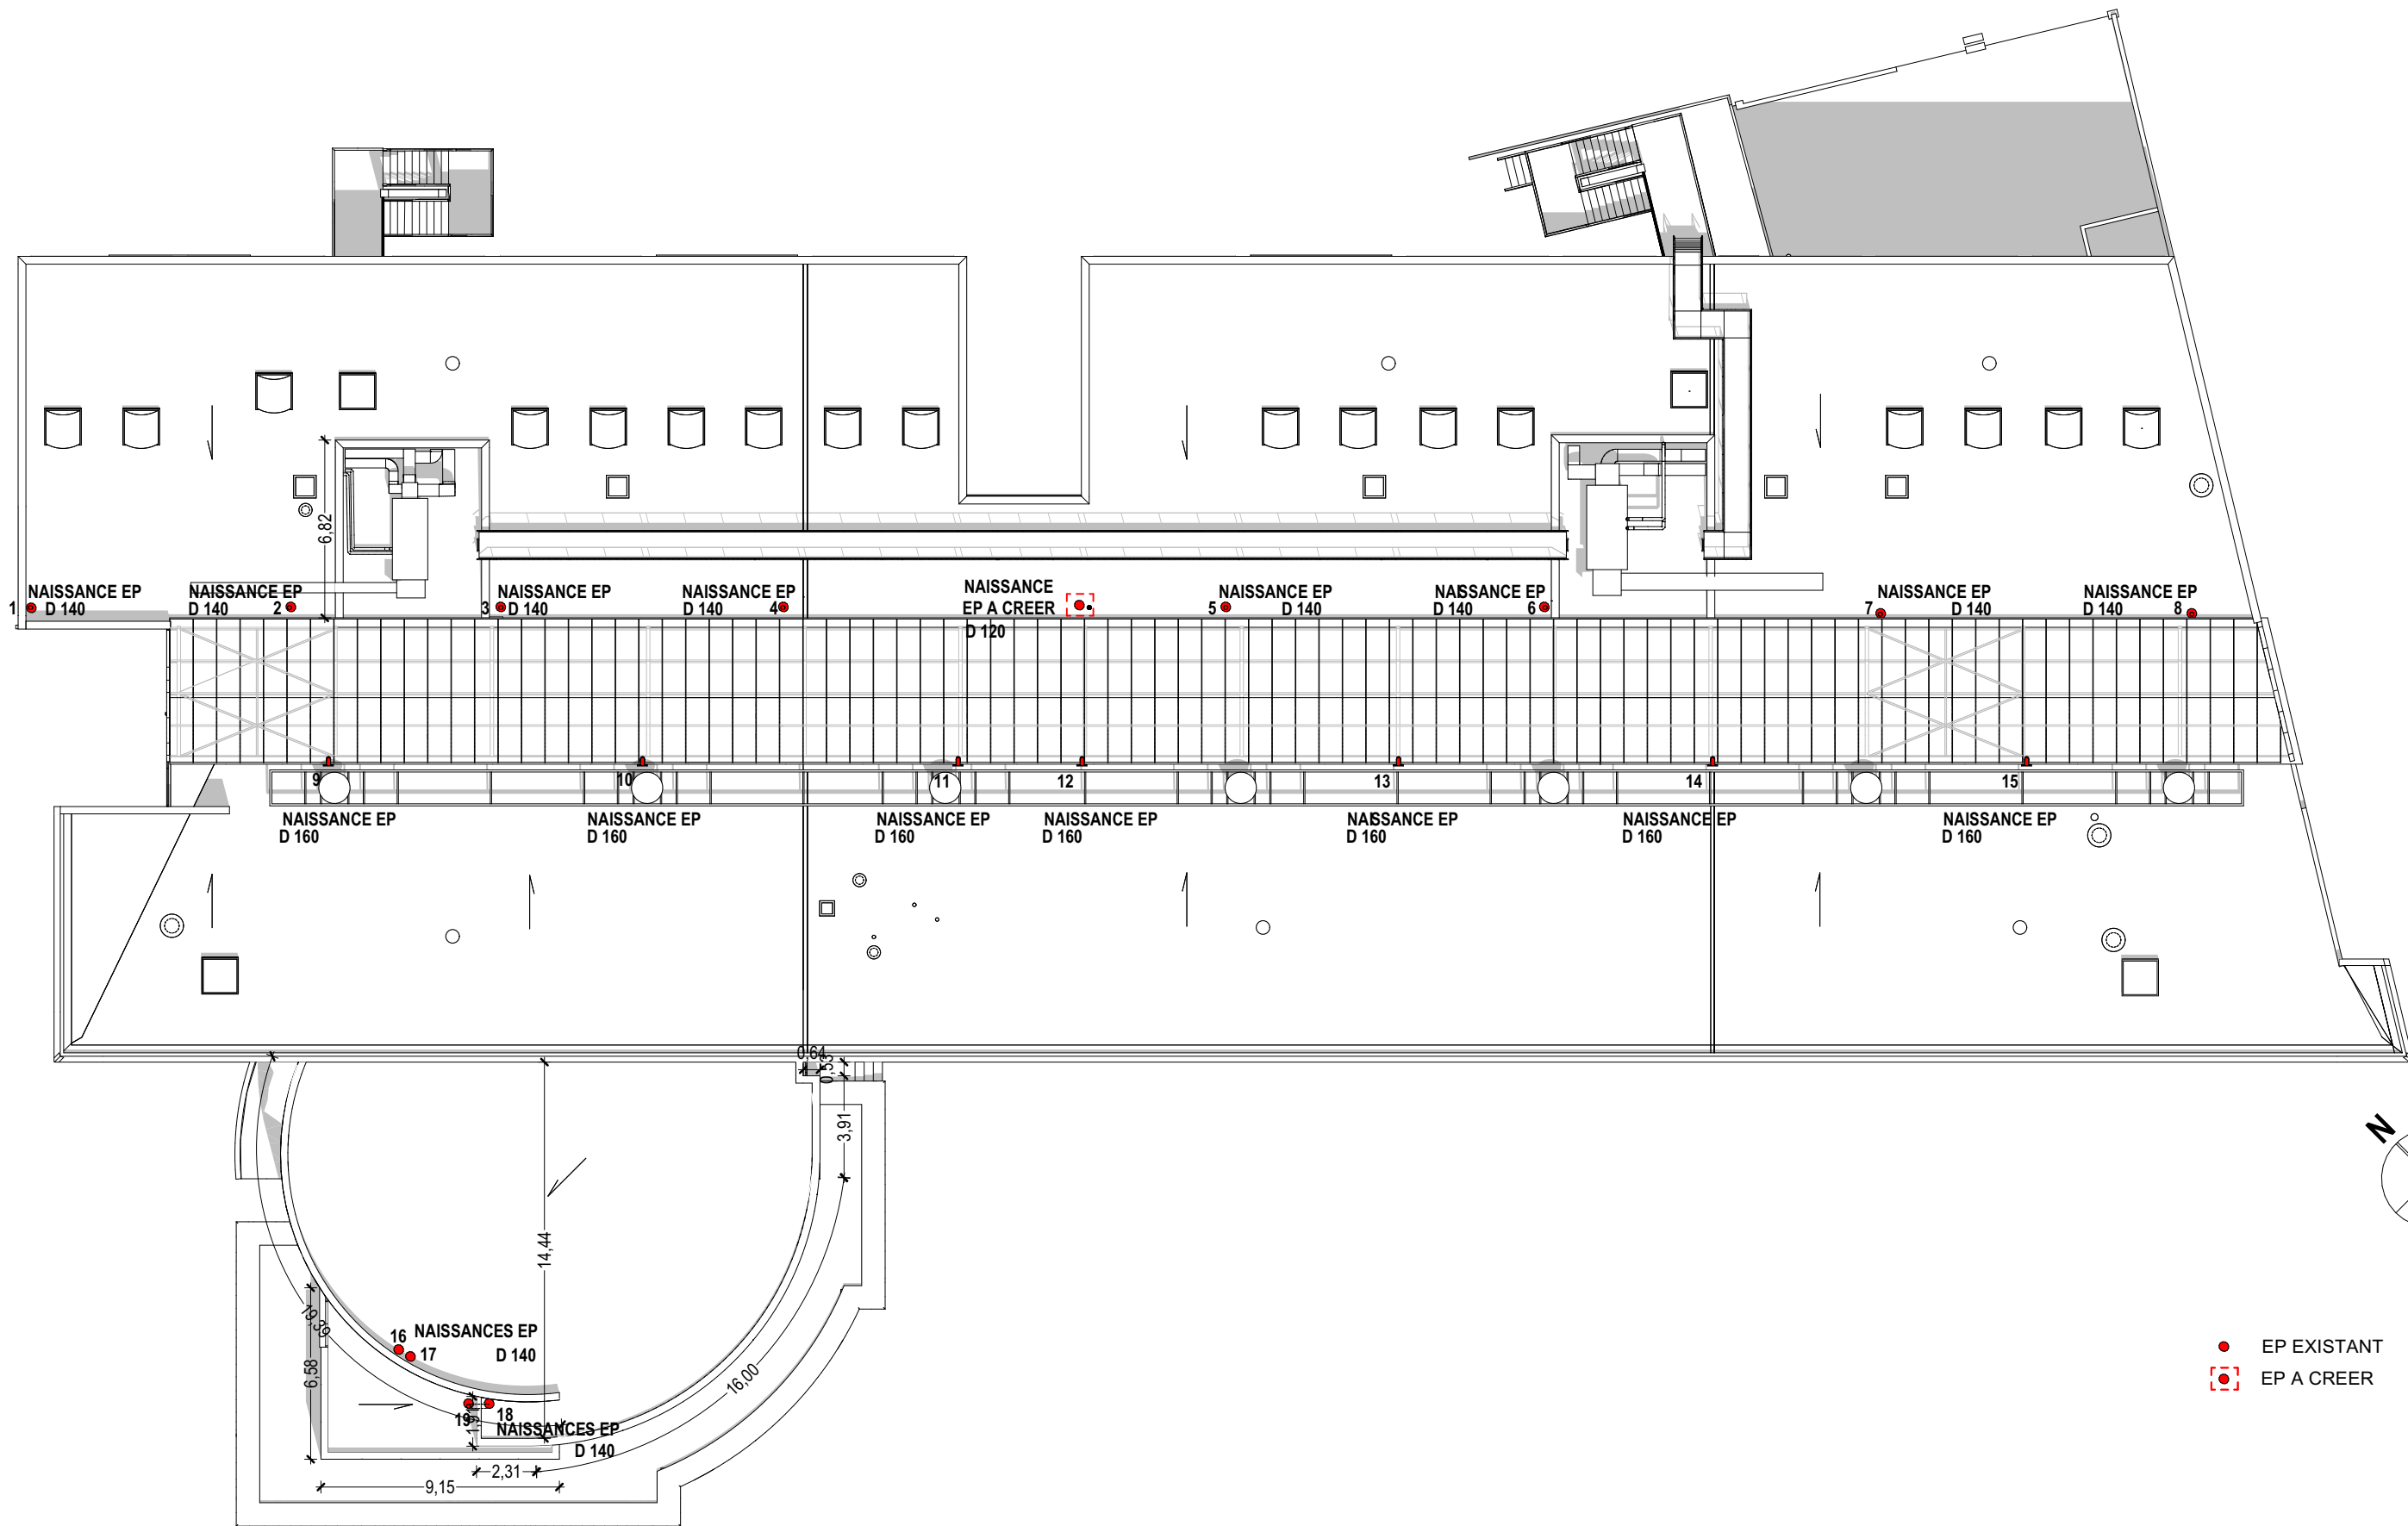 6,82
NAISSANCE EP
1 D 140
NAISSANCE EP
D 140 2
NAISSANCE EP
3 D 140
NAISSANCE EP
D 140 4
NAISSANCE
EP A CREER
D 120
NAISSANCE EP
5 D 140
NAISSANCE EP
D 140 6
NAISSANCE EP
7 D 140
NAISSANCE EP
D 140 8
9
10
11
12
13
14
15
NAISSANCE EP
D 160
NAISSANCE EP
D 160
NAISSANCE EP
D 160
NAISSANCE EP
D 160
NAISSANCE EP
D 160
NAISSANCE EP
D 160
NAISSANCE EP
D 160
0,64
0,53
3,91
N
14,44
19,39
16 NAISSANCES EP
17 D 140
6,58
16,00
19
18
NAISSANCES EP
D 140
2,31
9,15
EP EXISTANT
EP A CREER